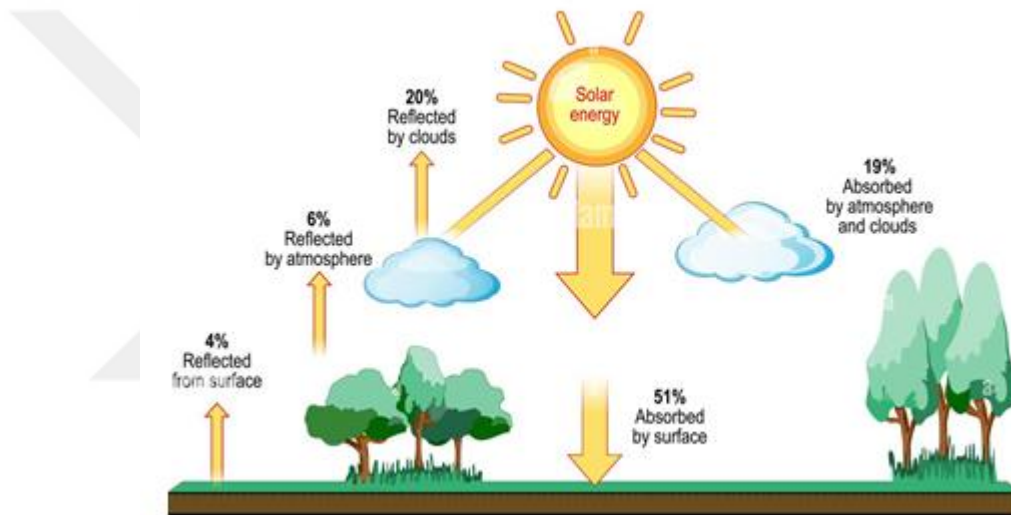 Solar
energy
20%
Reflected
by clouds
19%
Absorbed
by atmosphere
and clouds
6%
Reflected
by atmosphere
4%
Reflected
from surface
51%
Absorbed
by surface